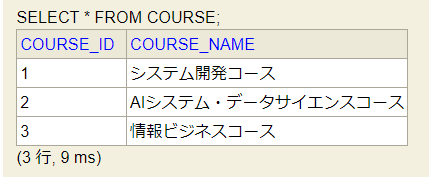 SELECT * FROM COURSE;
COURSE_ID COURSE_NAME
1 システム開発コース
2 AIシステム・データサイエンスコース
3 情報ビジネスコース
(3 行, 9 ms)